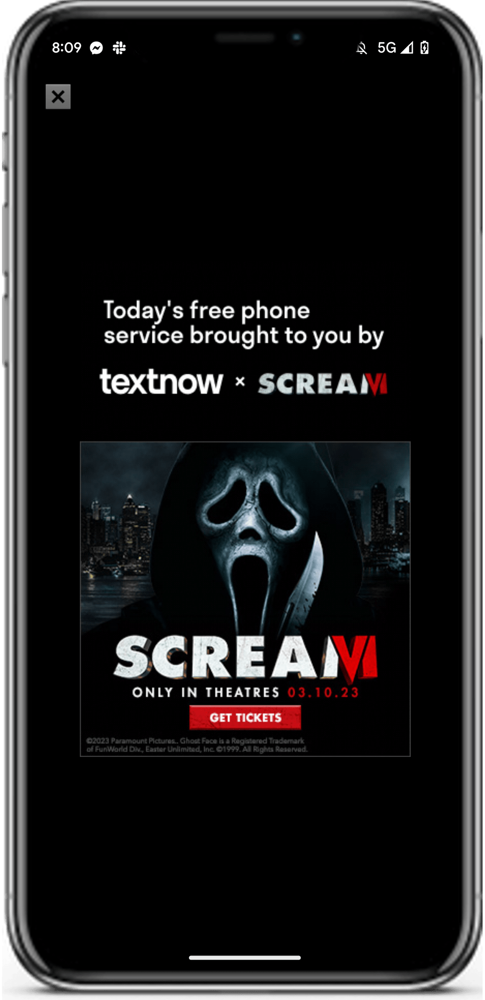 8:09 5G
Today's free phone
service brought to you by
textnow × SCREAM VI
SCREAM VI
ONLY IN THEATRES 03.10.23
GET TICKETS
©2023 Paramount Pictures.. Ghost Face is a Registered Trademark
of FunWorld Div., Easter Unlimited, Inc. ©1999. All Rights Reserved.